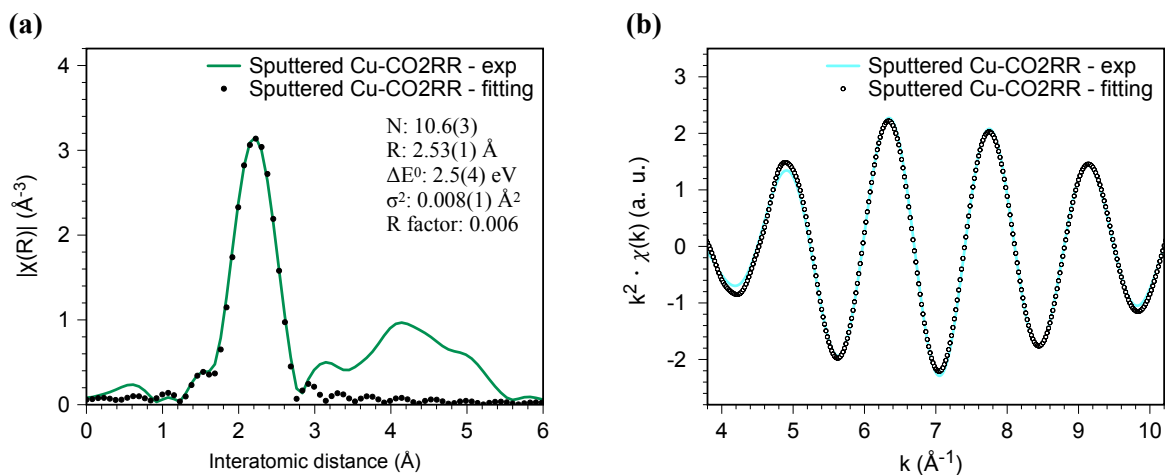 (a)
Sputtered Cu-CO2RR - exp
Sputtered Cu-CO2RR - fitting
N: 10.6(3)
R: 2.53(1) Å
ΔE⁰: 2.5(4) eV
σ²: 0.008(1) Å²
R factor: 0.006
|χ(R)| (Å⁻³)
4
3
2
1
0
0 1 2 3 4 5 6
Interatomic distance (Å)
(b)
Sputtered Cu-CO2RR - exp
Sputtered Cu-CO2RR - fitting
k² · χ(k) (a. u.)
3
2
1
0
-1
-2
4 5 6 7 8 9 10
k (Å⁻¹)